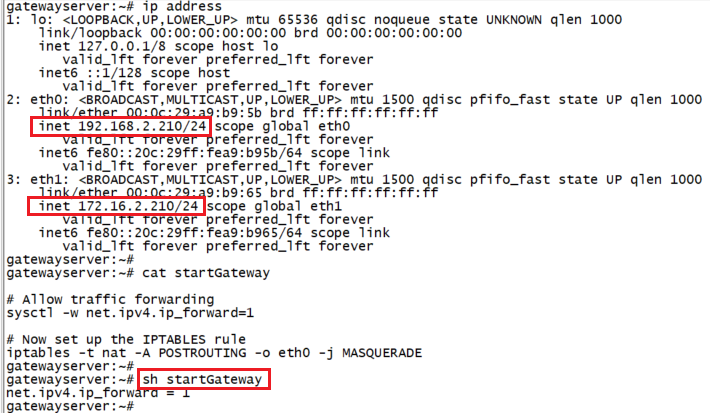 gatewayserver:~# ip address
1: lo: <LOOPBACK,UP,LOWER_UP> mtu 65536 qdisc noqueue state UNKNOWN qlen 1000
    link/loopback 00:00:00:00:00:00 brd 00:00:00:00:00:00
    inet 127.0.0.1/8 scope host lo
       valid_lft forever preferred_lft forever
    inet6 ::1/128 scope host
       valid_lft forever preferred_lft forever
2: eth0: <BROADCAST,MULTICAST,UP,LOWER_UP> mtu 1500 qdisc pfifo_fast state UP qlen 1000
    link/ether 00:0c:29:a9:b9:5b brd ff:ff:ff:ff:ff:ff
    inet 192.168.2.210/24 scope global eth0
       valid_lft forever preferred_lft forever
    inet6 fe80::20c:29ff:fea9:b95b/64 scope link
       valid_lft forever preferred_lft forever
3: eth1: <BROADCAST,MULTICAST,UP,LOWER_UP> mtu 1500 qdisc pfifo_fast state UP qlen 1000
    link/ether 00:0c:29:a9:b9:65 brd ff:ff:ff:ff:ff:ff
    inet 172.16.2.210/24 scope global eth1
       valid_lft forever preferred_lft forever
    inet6 fe80::20c:29ff:fea9:b965/64 scope link
       valid_lft forever preferred_lft forever
gatewayserver:~#
gatewayserver:~# cat startGateway

# Allow traffic forwarding
sysctl -w net.ipv4.ip_forward=1

# Now set up the IPTABLES rule
iptables -t nat -A POSTROUTING -o eth0 -j MASQUERADE
gatewayserver:~#
gatewayserver:~# sh startGateway
net.ipv4.ip_forward = 1
gatewayserver:~#